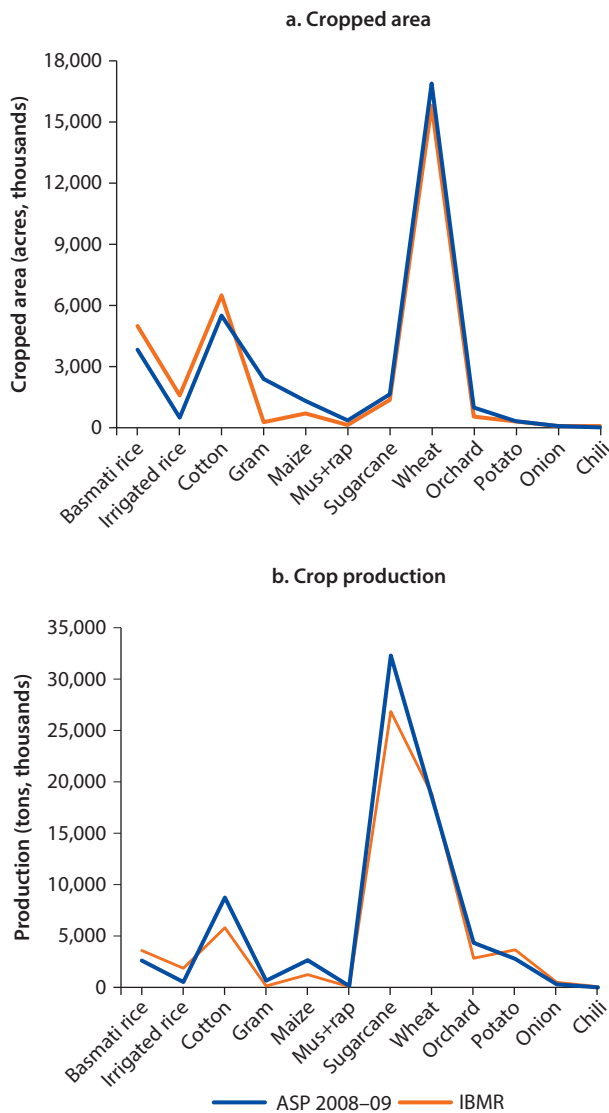 a. Cropped area
Cropped area (acres, thousands)
18,000
15,000
12,000
9,000
6,000
3,000
0
Basmati rice
Irrigated rice
Cotton
Gram
Maize
Mus+rap
Sugarcane
Wheat
Orchard
Potato
Onion
Chili
b. Crop production
Production (tons, thousands)
35,000
30,000
25,000
20,000
15,000
10,000
5,000
0
Basmati rice
Irrigated rice
Cotton
Gram
Maize
Mus+rap
Sugarcane
Wheat
Orchard
Potato
Onion
Chili
ASP 2008–09
IBMR